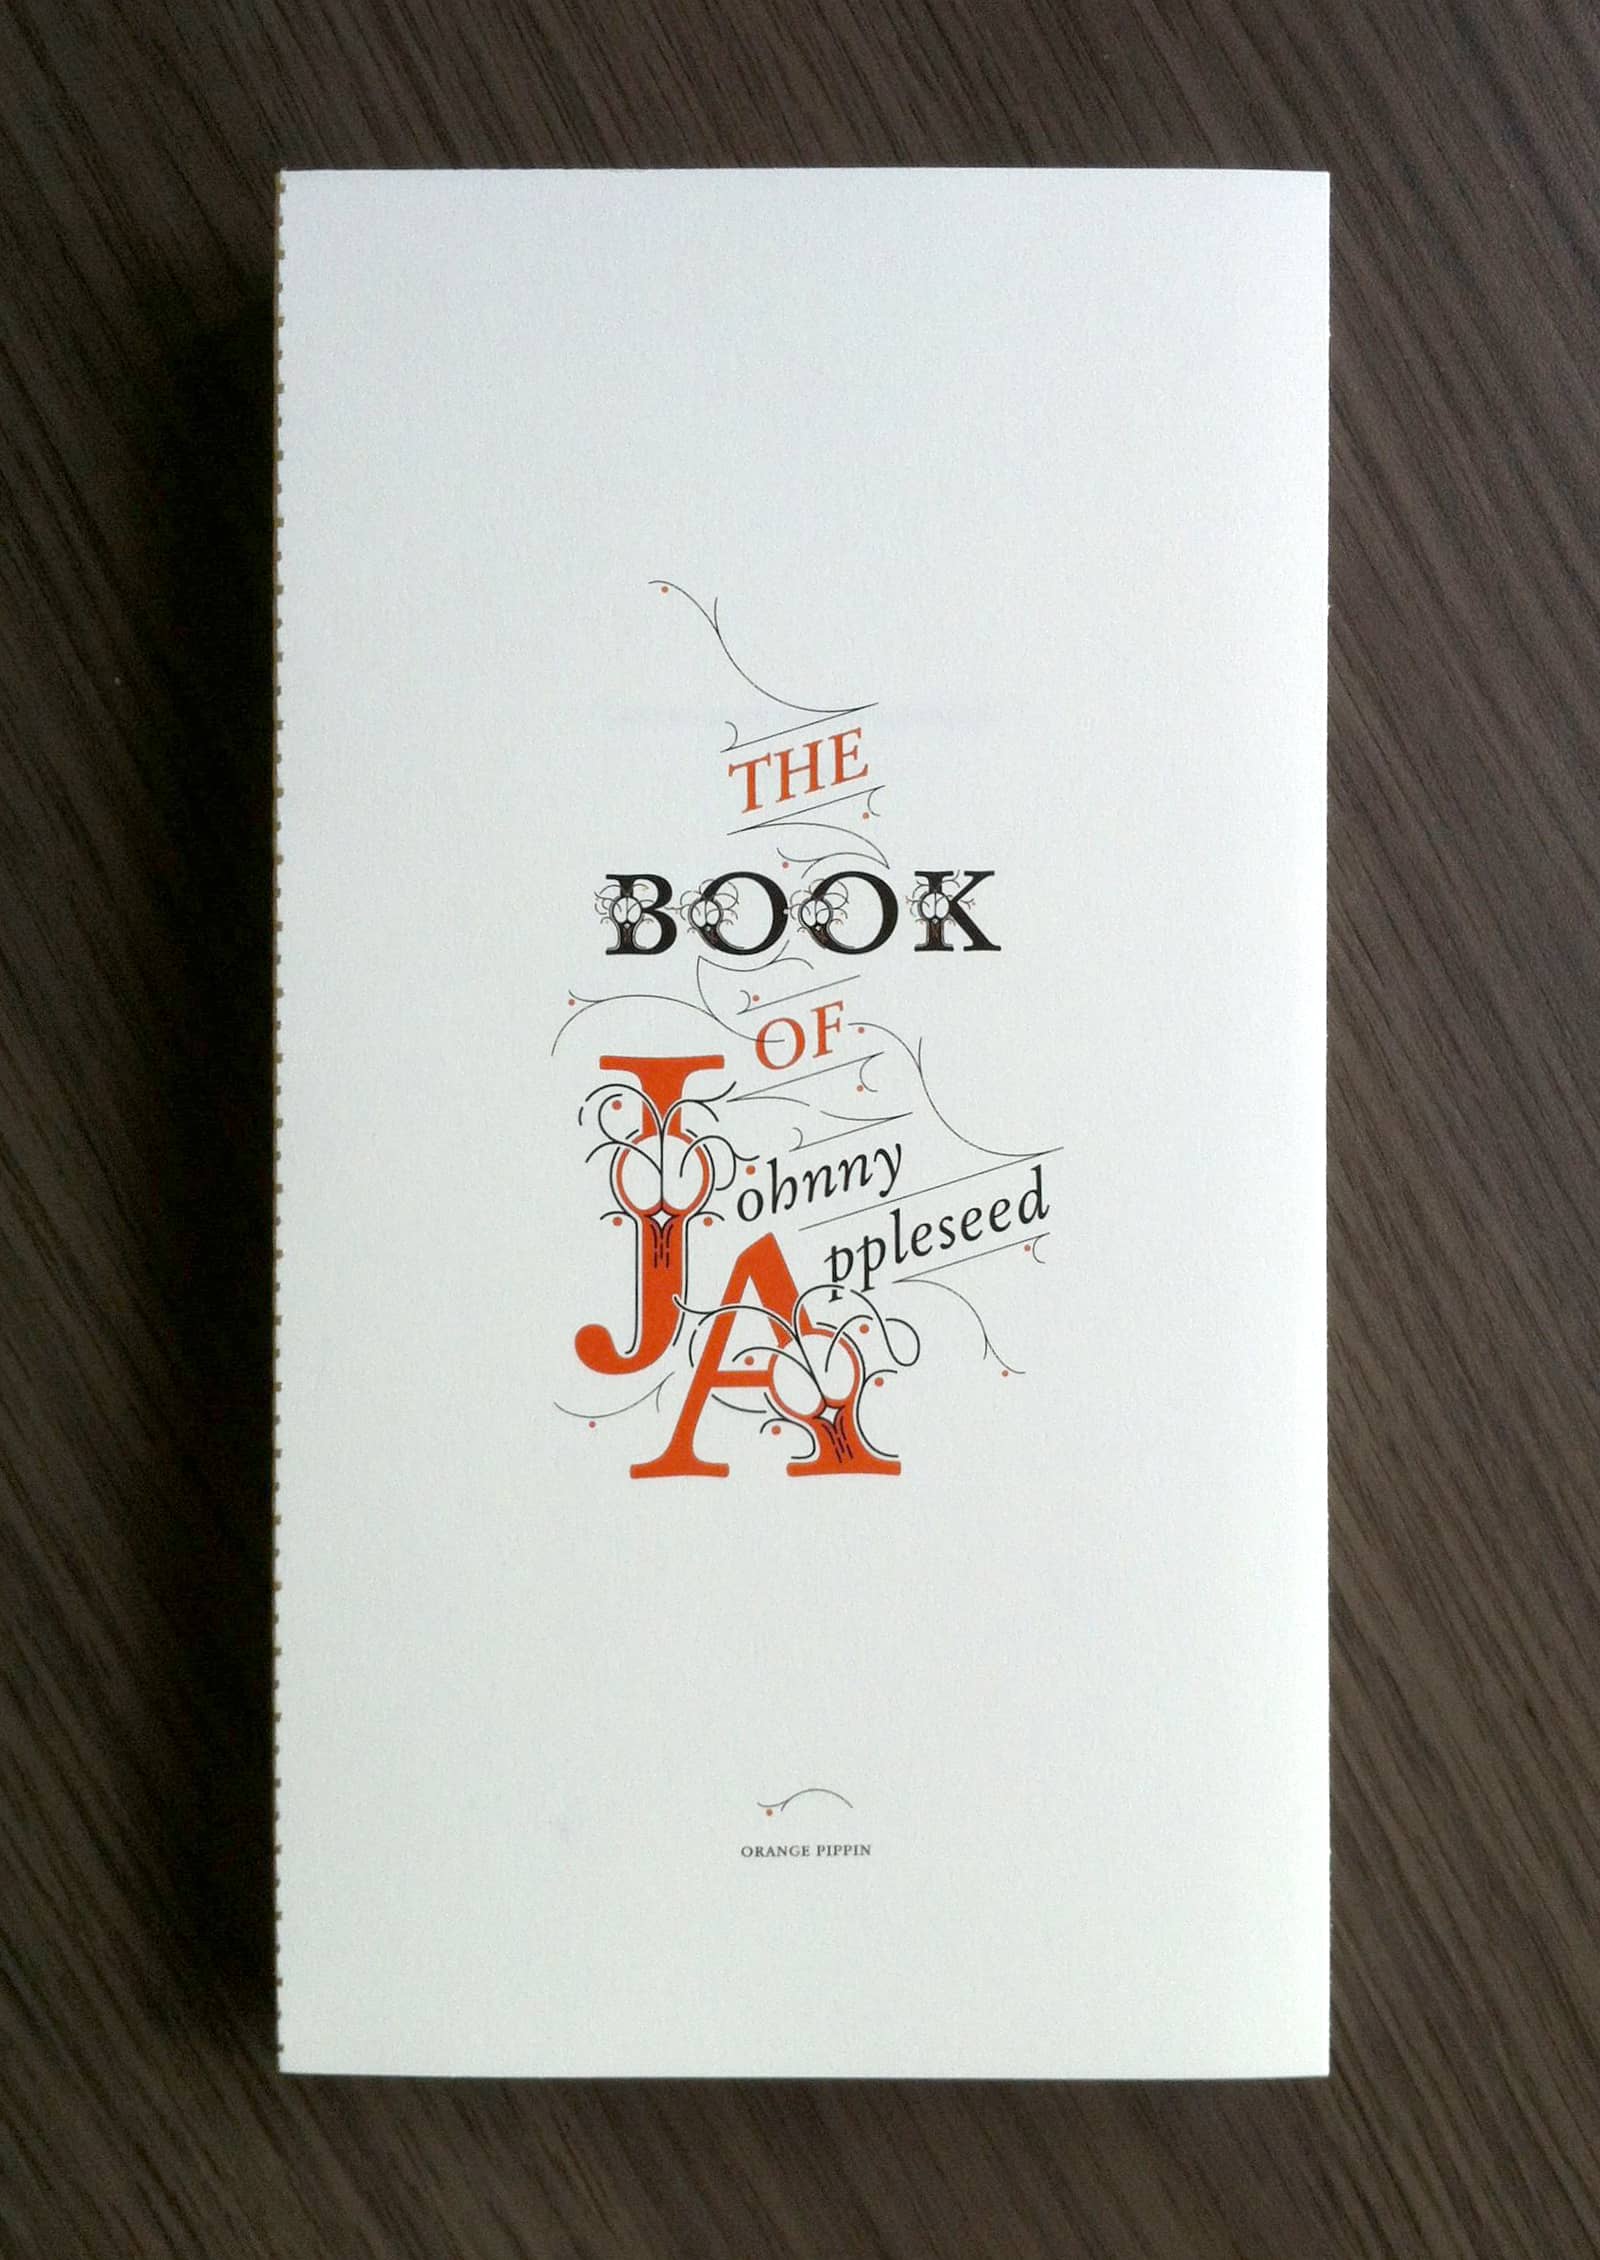 THE
BOOK
OF
Johnny
Appleseed
ORANGE PIPPIN